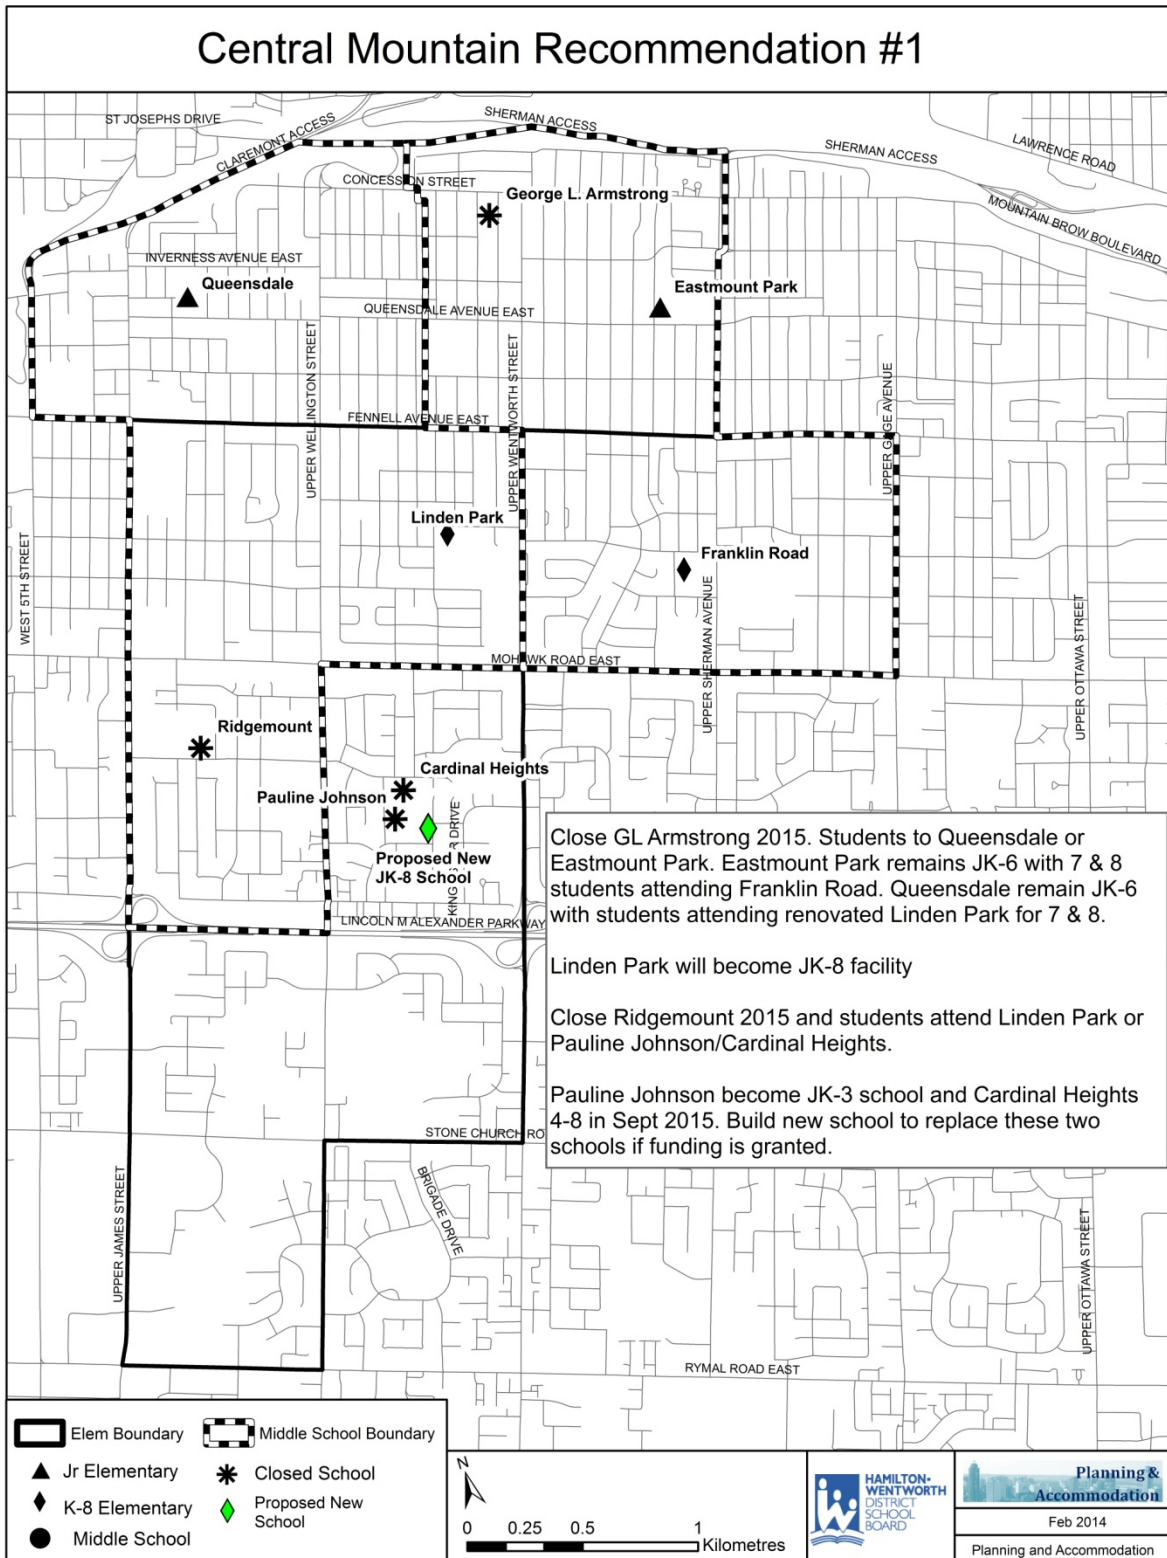 Central Mountain Recommendation #1
ST JOSEPHS DRIVE
CLAREMONT ACCESS
SHERMAN ACCESS
SHERMAN ACCESS
LAWRENCE ROAD
MOUNTAIN BROW BOULEVARD
CONCESSION STREET
George L. Armstrong
INVERNESS AVENUE EAST
Queensdale
Eastmount Park
QUEENSDALE AVENUE EAST
UPPER WELLINGTON STREET
UPPER WENTWORTH STREET
UPPER GAGE AVENUE
FENNELL AVENUE EAST
Linden Park
Franklin Road
WEST 5TH STREET
UPPER SHERMAN AVENUE
UPPER OTTAWA STREET
MOHAWK ROAD EAST
Ridgemount
Cardinal Heights
Pauline Johnson
Proposed New
JK-8 School
LINCOLN M ALEXANDER PARKWAY
Close GL Armstrong 2015. Students to Queensdale or
Eastmount Park. Eastmount Park remains JK-6 with 7 & 8
students attending Franklin Road. Queensdale remain JK-6
with students attending renovated Linden Park for 7 & 8.
Linden Park will become JK-8 facility
Close Ridgemount 2015 and students attend Linden Park or
Pauline Johnson/Cardinal Heights.
Pauline Johnson become JK-3 school and Cardinal Heights
4-8 in Sept 2015. Build new school to replace these two
schools if funding is granted.
STONE CHURCH RO
BRIGADE DRIVE
UPPER JAMES STREET
UPPER OTTAWA STREET
RYMAL ROAD EAST
Elem Boundary
Middle School Boundary
Jr Elementary
Closed School
K-8 Elementary
Proposed New
School
Middle School
N
0 0.25 0.5 1
Kilometres
HAMILTON-
WENTWORTH
DISTRICT
SCHOOL
BOARD
Planning &
Accommodation
Feb 2014
Planning and Accommodation